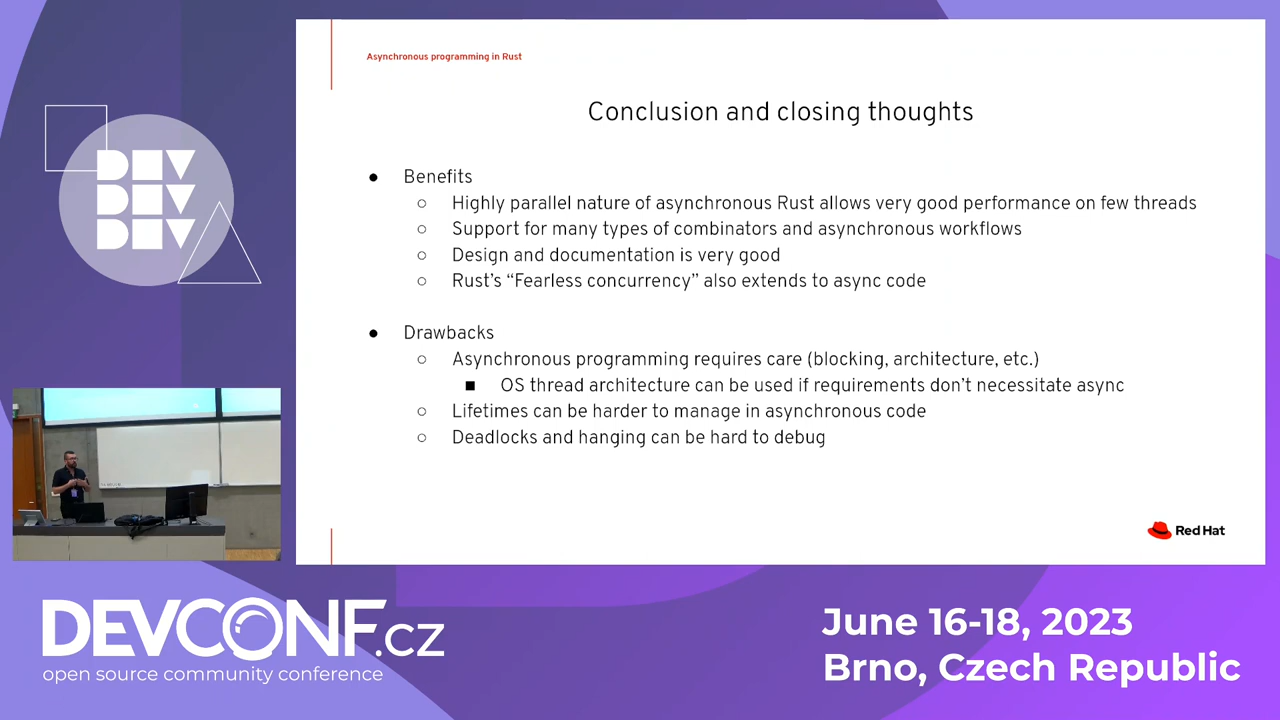 Asynchronous programming in Rust
Conclusion and closing thoughts
● Benefits
○ Highly parallel nature of asynchronous Rust allows very good performance on few threads
○ Support for many types of combinators and asynchronous workflows
○ Design and documentation is very good
○ Rust’s “Fearless concurrency” also extends to async code
● Drawbacks
○ Asynchronous programming requires care (blocking, architecture, etc.)
■ OS thread architecture can be used if requirements don’t necessitate async
○ Lifetimes can be harder to manage in asynchronous code
○ Deadlocks and hanging can be hard to debug
Red Hat
DEV
DEV
DEV
DEVCONF.cz
open source community conference
June 16-18, 2023
Brno, Czech Republic